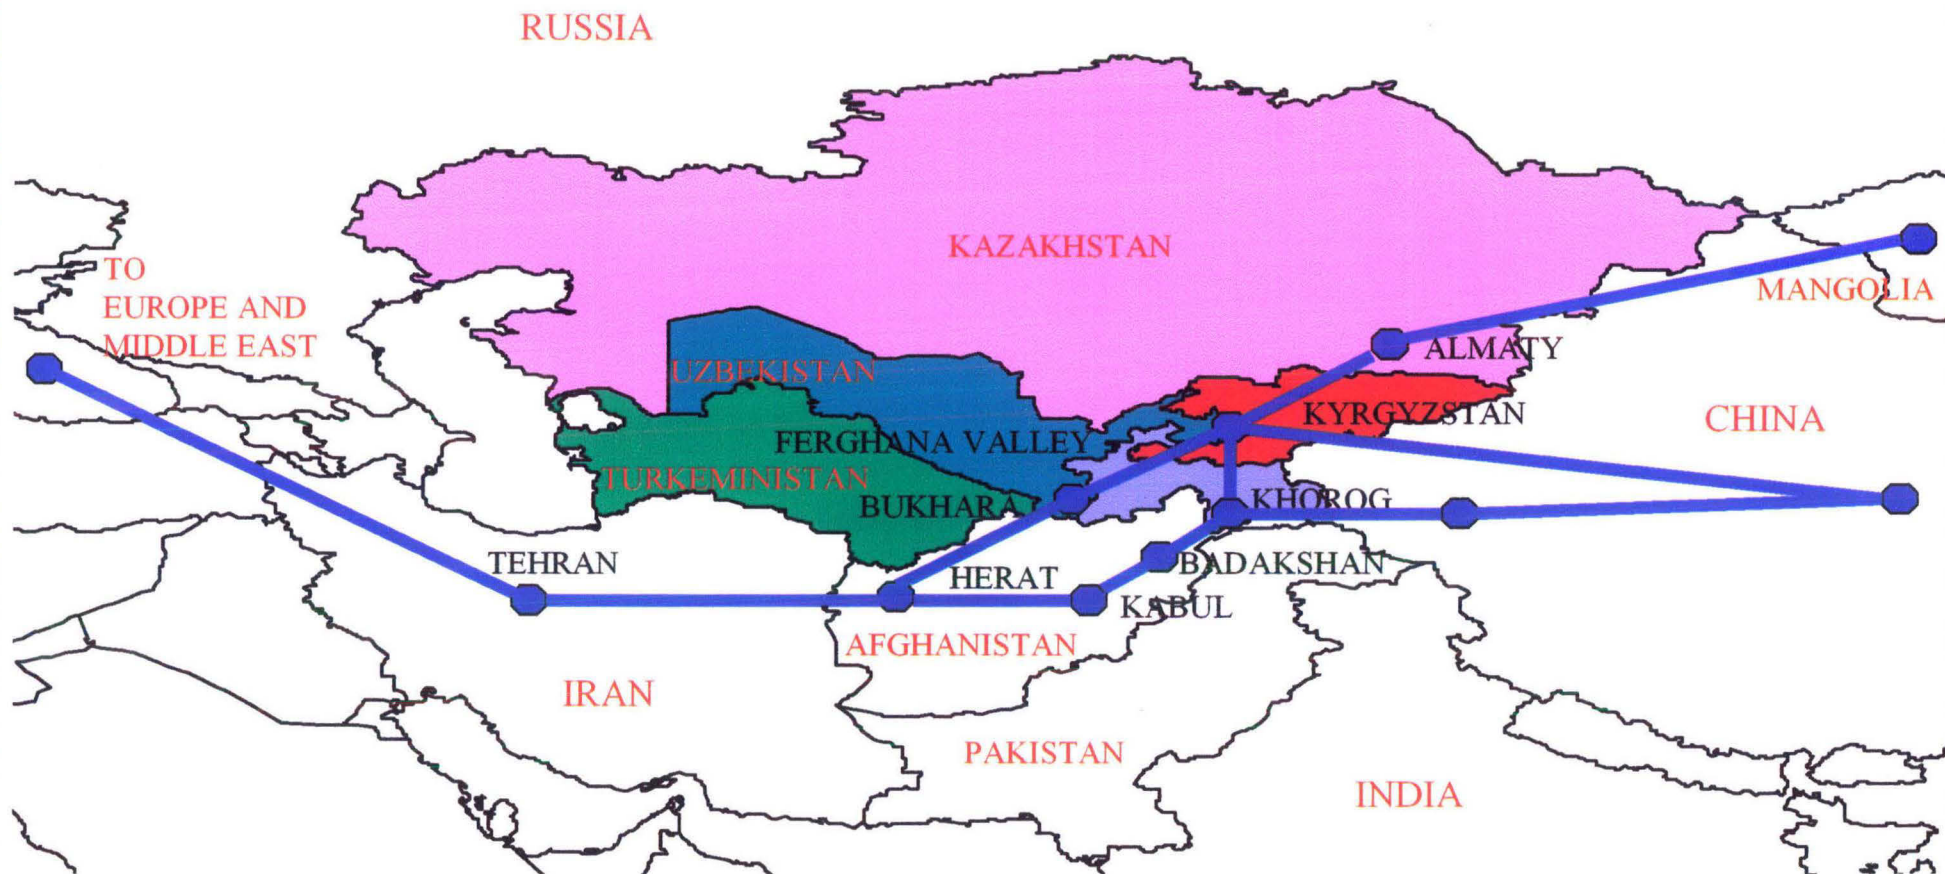 RUSSIA
KAZAKHSTAN
TO
EUROPE AND
MIDDLE EAST
MANGOLIA
ALMATY
UZBEKISTAN
KYRGYZSTAN
CHINA
FERGHANA VALLEY
TURKEMINISTAN
BUKHARA
KHOROG
TEHRAN
HERAT
BADAKSHAN
KABUL
AFGHANISTAN
IRAN
PAKISTAN
INDIA